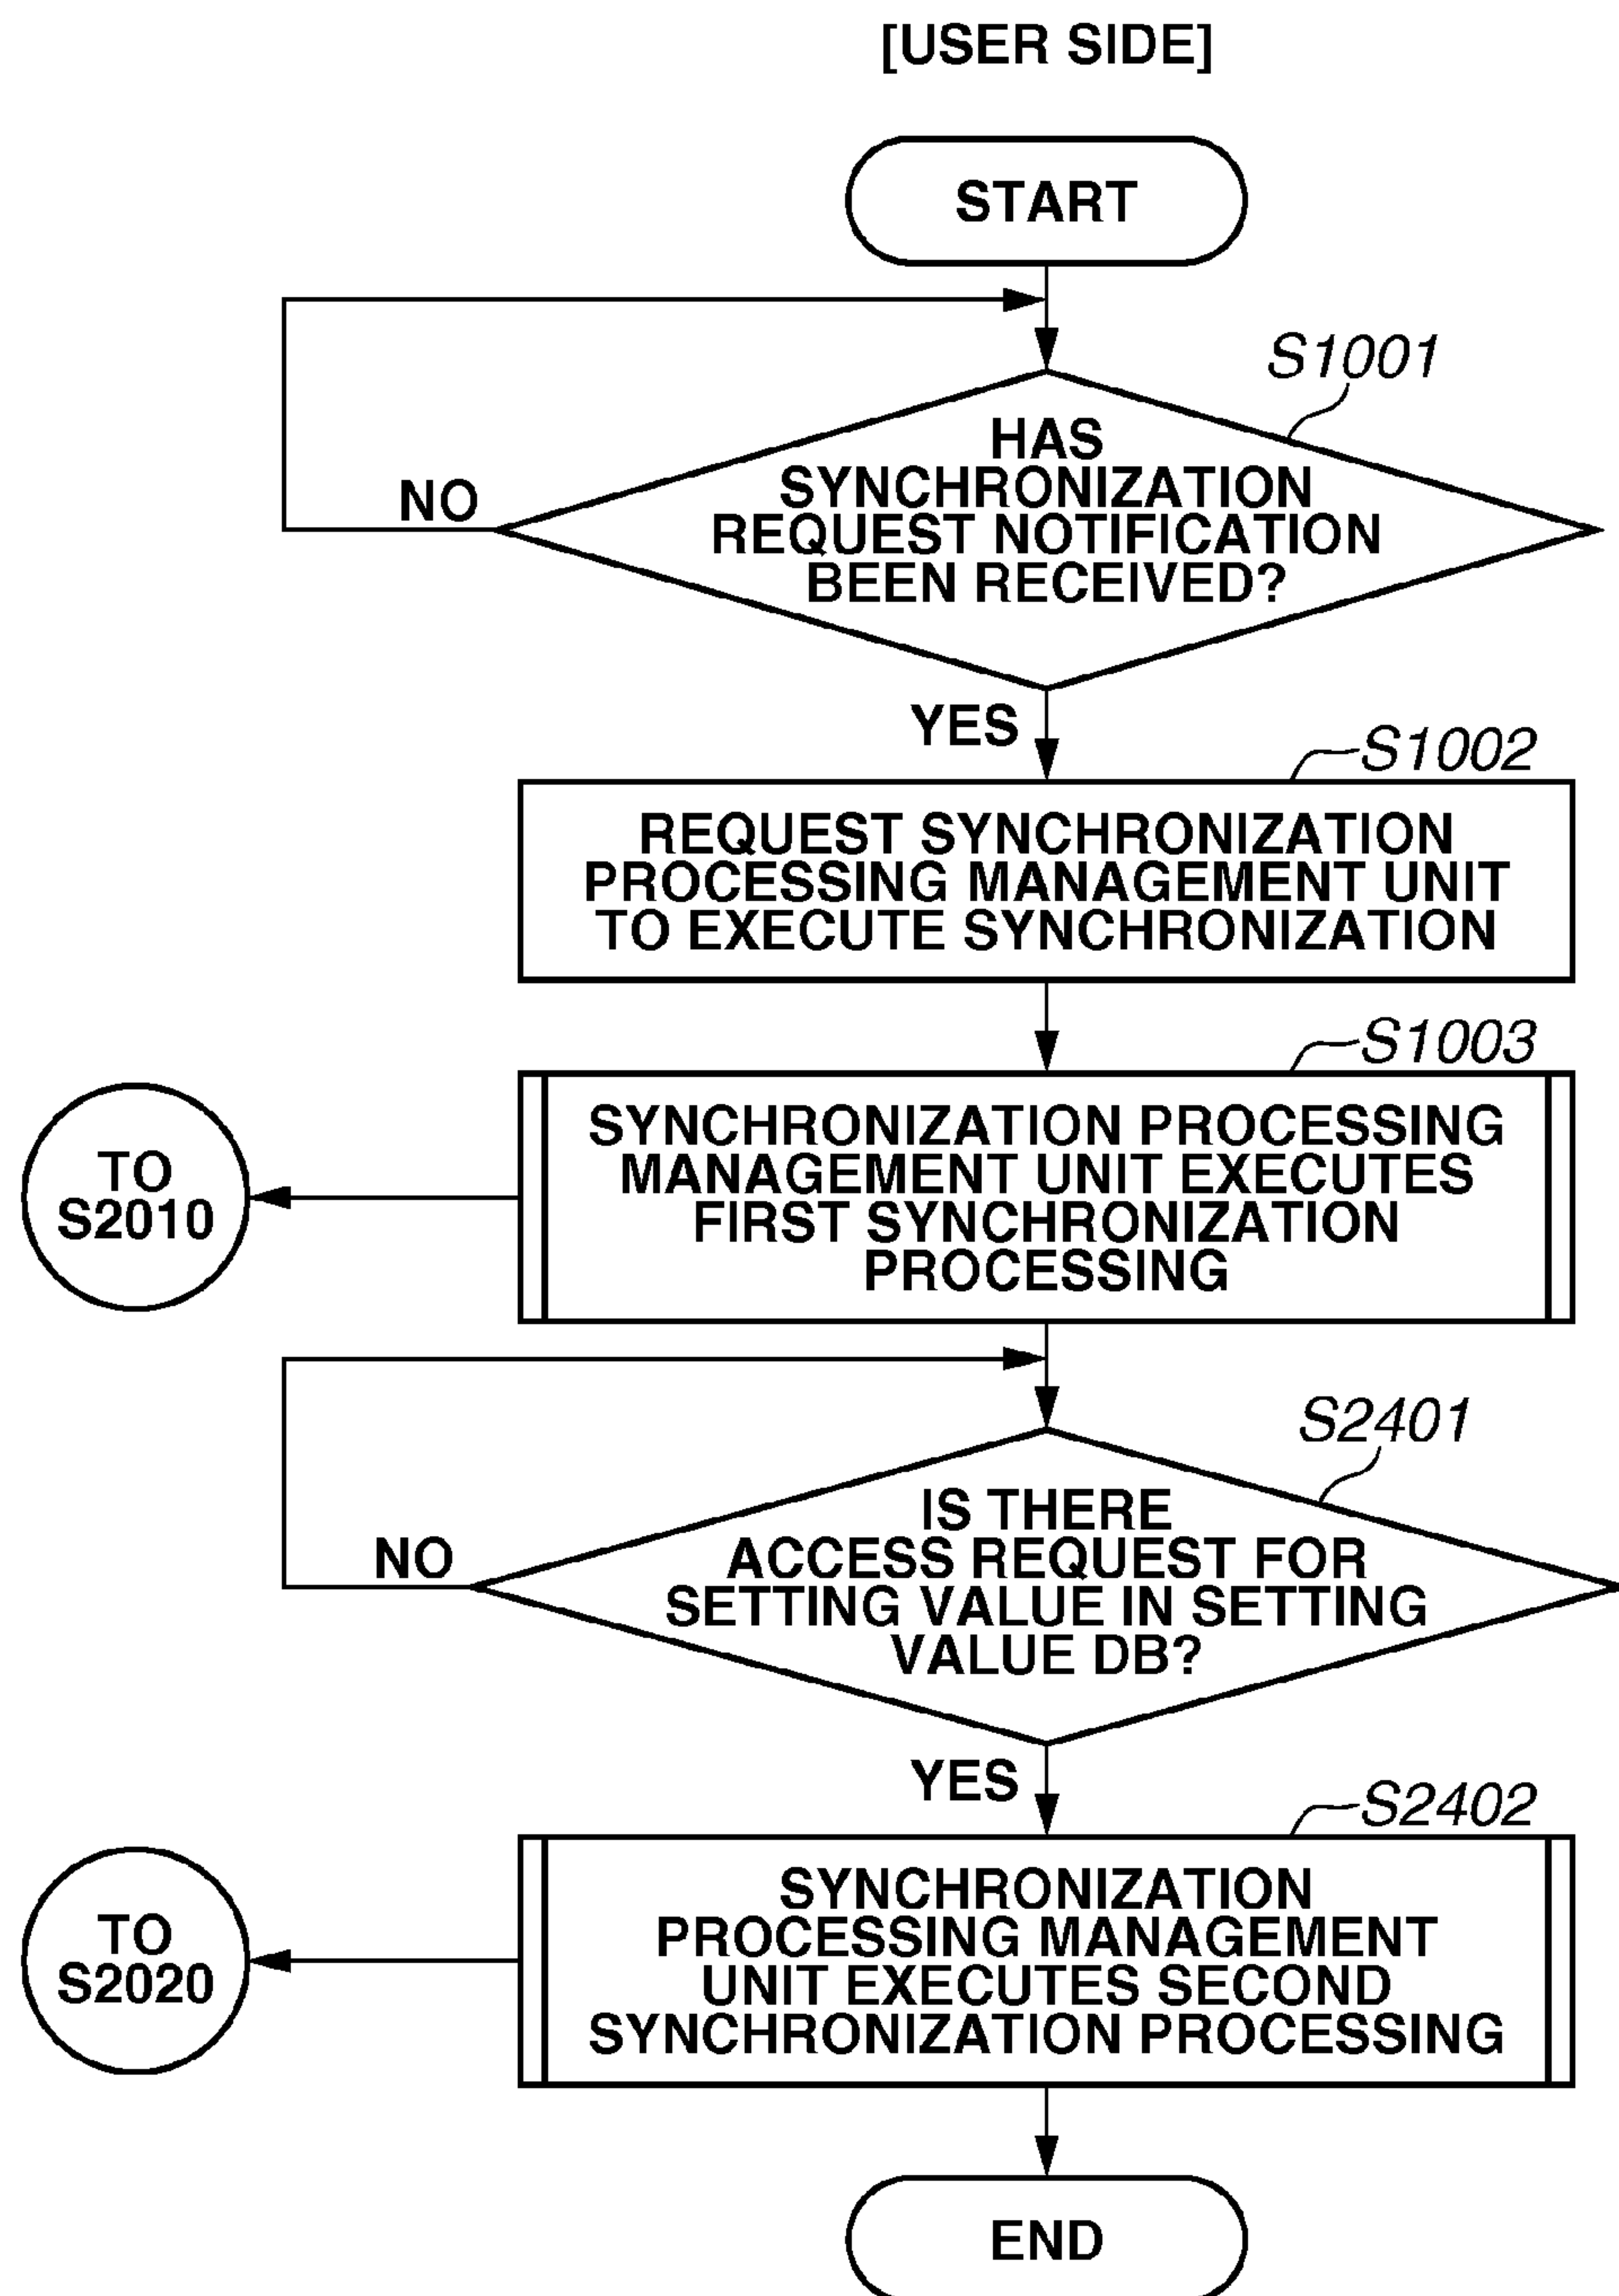 [USER SIDE]
START
S1001
HAS
SYNCHRONIZATION
REQUEST NOTIFICATION
BEEN RECEIVED?
NO
YES
S1002
REQUEST SYNCHRONIZATION
PROCESSING MANAGEMENT UNIT
TO EXECUTE SYNCHRONIZATION
S1003
SYNCHRONIZATION PROCESSING
MANAGEMENT UNIT EXECUTES
FIRST SYNCHRONIZATION
PROCESSING
TO
S2010
S2401
IS THERE
ACCESS REQUEST FOR
SETTING VALUE IN SETTING
VALUE DB?
NO
YES
S2402
SYNCHRONIZATION
PROCESSING MANAGEMENT
UNIT EXECUTES SECOND
SYNCHRONIZATION PROCESSING
TO
S2020
END